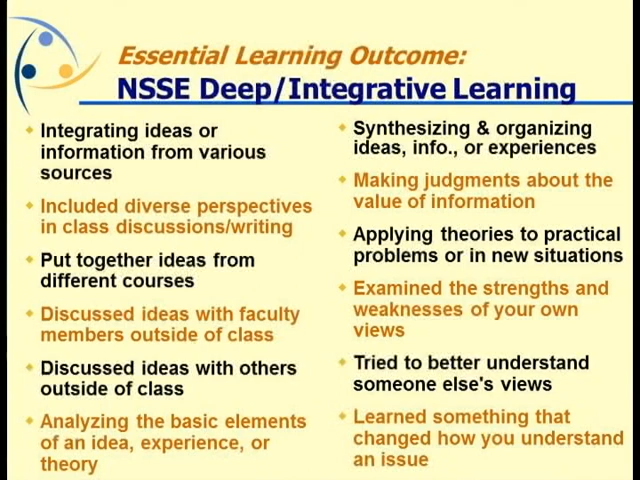 Essential Learning Outcome:
NSSE Deep/Integrative Learning
Integrating ideas or
information from various
sources
Included diverse perspectives
in class discussions/writing
Put together ideas from
different courses
Discussed ideas with faculty
members outside of class
Discussed ideas with others
outside of class
Analyzing the basic elements
of an idea, experience, or
theory
Synthesizing & organizing
ideas, info., or experiences
Making judgments about the
value of information
Applying theories to practical
problems or in new situations
Examined the strengths and
weaknesses of your own
views
Tried to better understand
someone else's views
Learned something that
changed how you understand
an issue